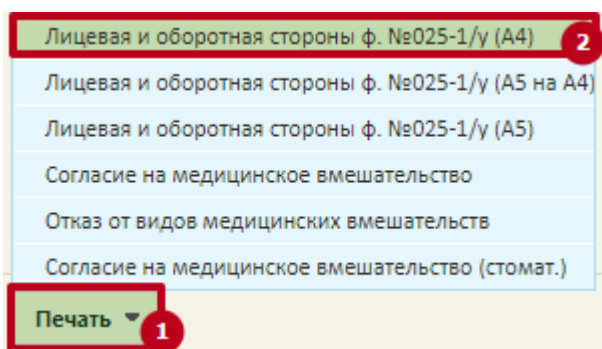 Лицевая и оборотная стороны ф. №025-1/у (А4)
2
Лицевая и оборотная стороны ф. №025-1/у (А5 на А4)
Лицевая и оборотная стороны ф. №025-1/у (А5)
Согласие на медицинское вмешательство
Отказ от видов медицинских вмешательств
Согласие на медицинское вмешательство (стомат.)
Печать
1